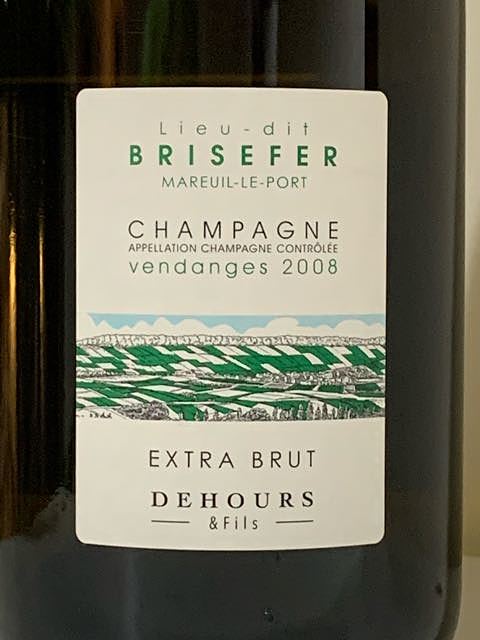 Lieu-dit
BRISEFER
MAREUIL-LE-PORT
CHAMPAGNE
APPELLATION CHAMPAGNE CONTRÔLÉE
vendanges 2008
EXTRA BRUT
DEHOURS
& Fils